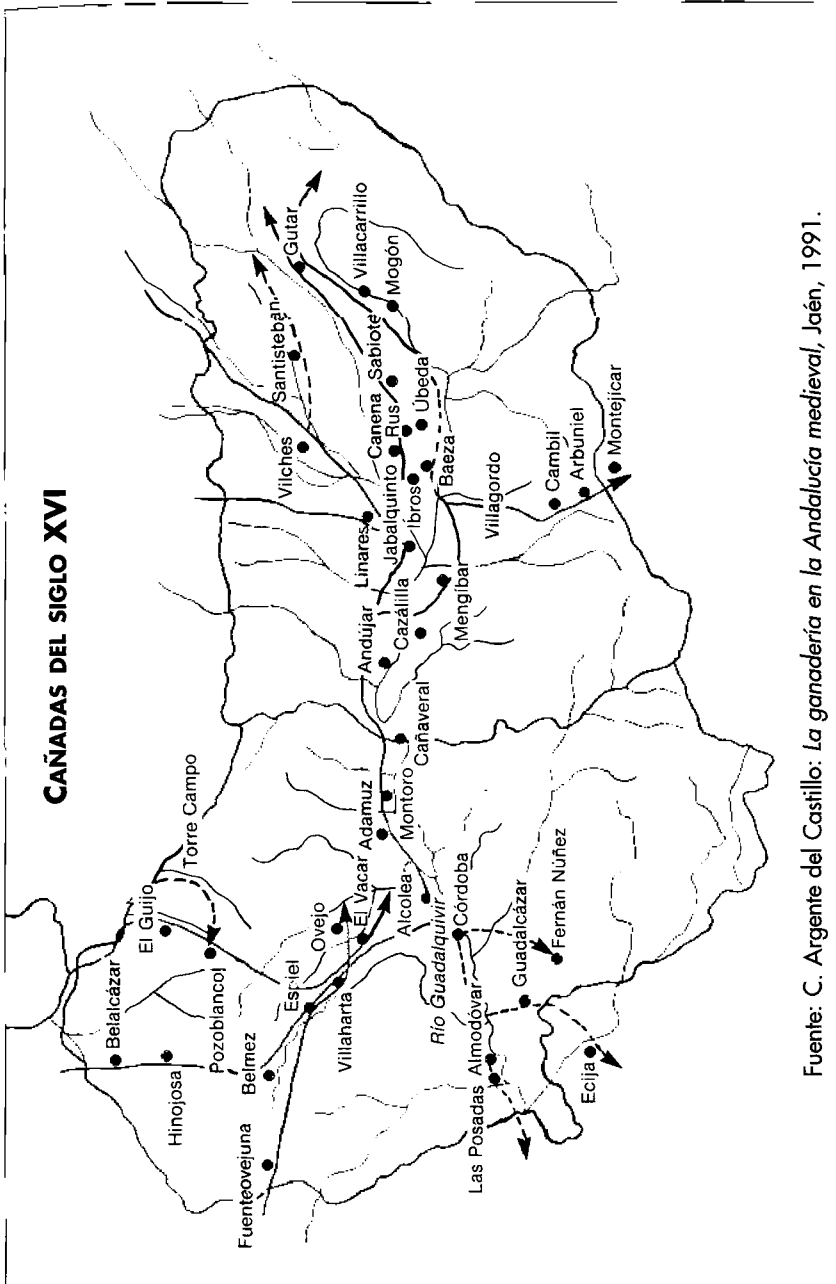 CAÑADAS DEL SIGLO XVI
Belalcázar
El Guijo
Torre Campo
Hinojosa
Pozoblanco
Belmez
Espiel
Ovejo
El Vacar
Adamuz
Fuenteovejuna
Villaharta
Alcolea
Montoro
Río Guadalquivir
Córdoba
Cañaveral
Almodóvar
Guadalcázar
Las Posadas
Fernán Núñez
Ecija
Andújar
Cazálilla
Mengíbar
Linares
Jabalquinto
Ibros
Vilches
Santisteban
Canena
Rus
Sabiote
Úbeda
Baeza
Gutar
Villacarrillo
Mogón
Villagordo
Cambil
Arbuniel
Montejícar
Fuente: C. Argente del Castillo: La ganadería en la Andalucía medieval, Jaén, 1991.